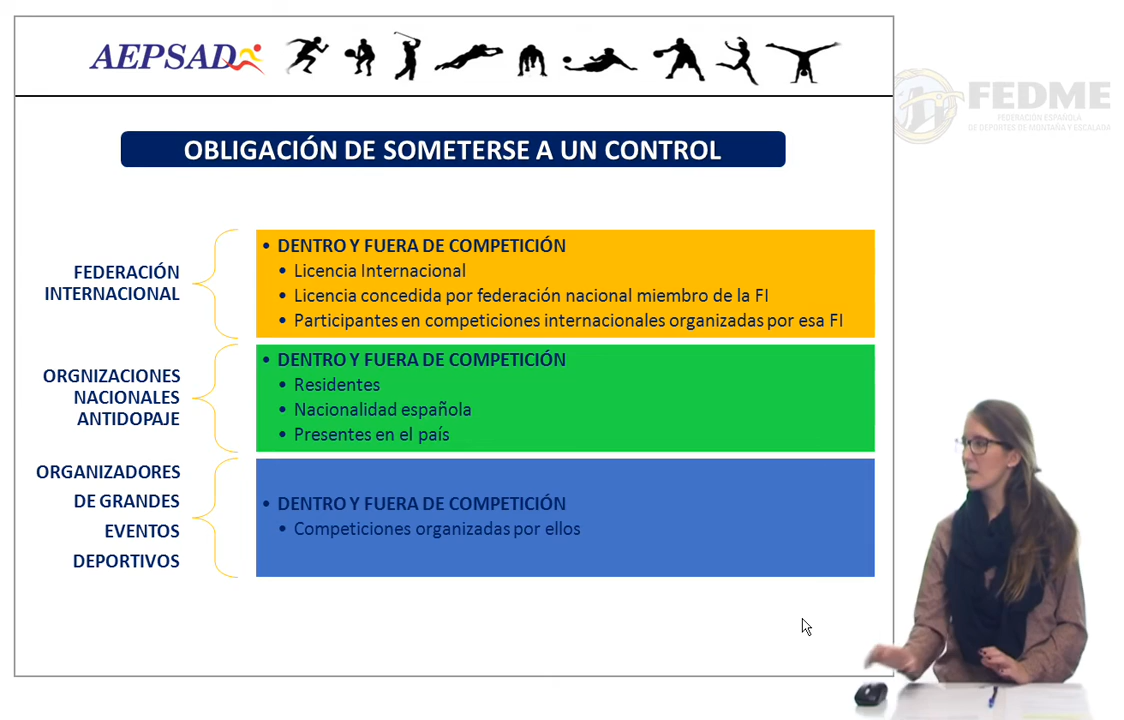 AEPSAD
FEDME
FEDERACIÓN ESPAÑOLA
DE DEPORTES DE MONTAÑA Y ESCALADA
OBLIGACIÓN DE SOMETERSE A UN CONTROL
FEDERACIÓN
INTERNACIONAL
• DENTRO Y FUERA DE COMPETICIÓN
• Licencia Internacional
• Licencia concedida por federación nacional miembro de la FI
• Participantes en competiciones internacionales organizadas por esa FI
ORGNIZACIONES
NACIONALES
ANTIDOPAJE
• DENTRO Y FUERA DE COMPETICIÓN
• Residentes
• Nacionalidad española
• Presentes en el país
ORGANIZADORES
DE GRANDES
EVENTOS
DEPORTIVOS
• DENTRO Y FUERA DE COMPETICIÓN
• Competiciones organizadas por ellos